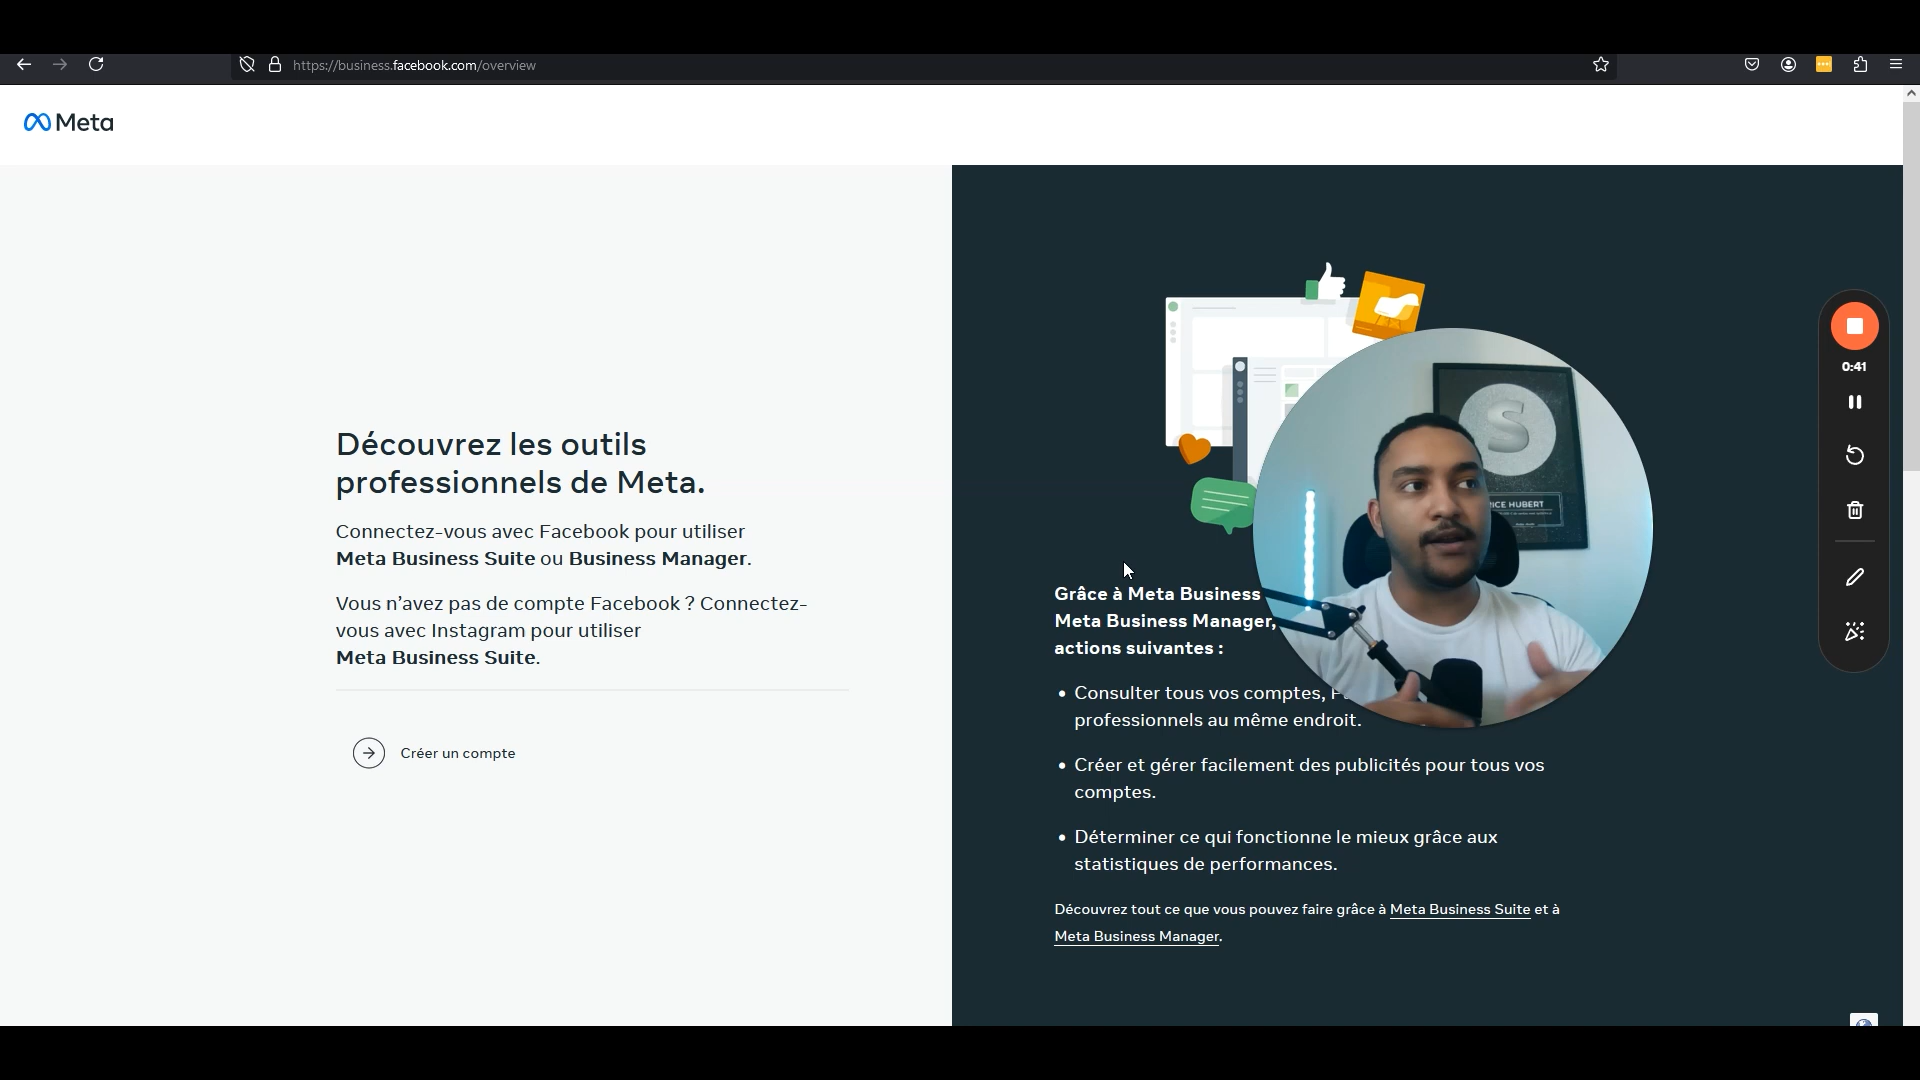 https://business.facebook.com/overview
Meta
Découvrez les outils
professionnels de Meta.
Connectez-vous avec Facebook pour utiliser
Meta Business Suite ou Business Manager.
Vous n’avez pas de compte Facebook ? Connectez-
vous avec Instagram pour utiliser
Meta Business Suite.
Créer un compte
Grâce à Meta Business
Meta Business Manager,
actions suivantes :
• Consulter tous vos comptes,
professionnels au même endroit.
• Créer et gérer facilement des publicités pour tous vos
comptes.
• Déterminer ce qui fonctionne le mieux grâce aux
statistiques de performances.
Découvrez tout ce que vous pouvez faire grâce à Meta Business Suite et à
Meta Business Manager.
S
HUBERT
0:41